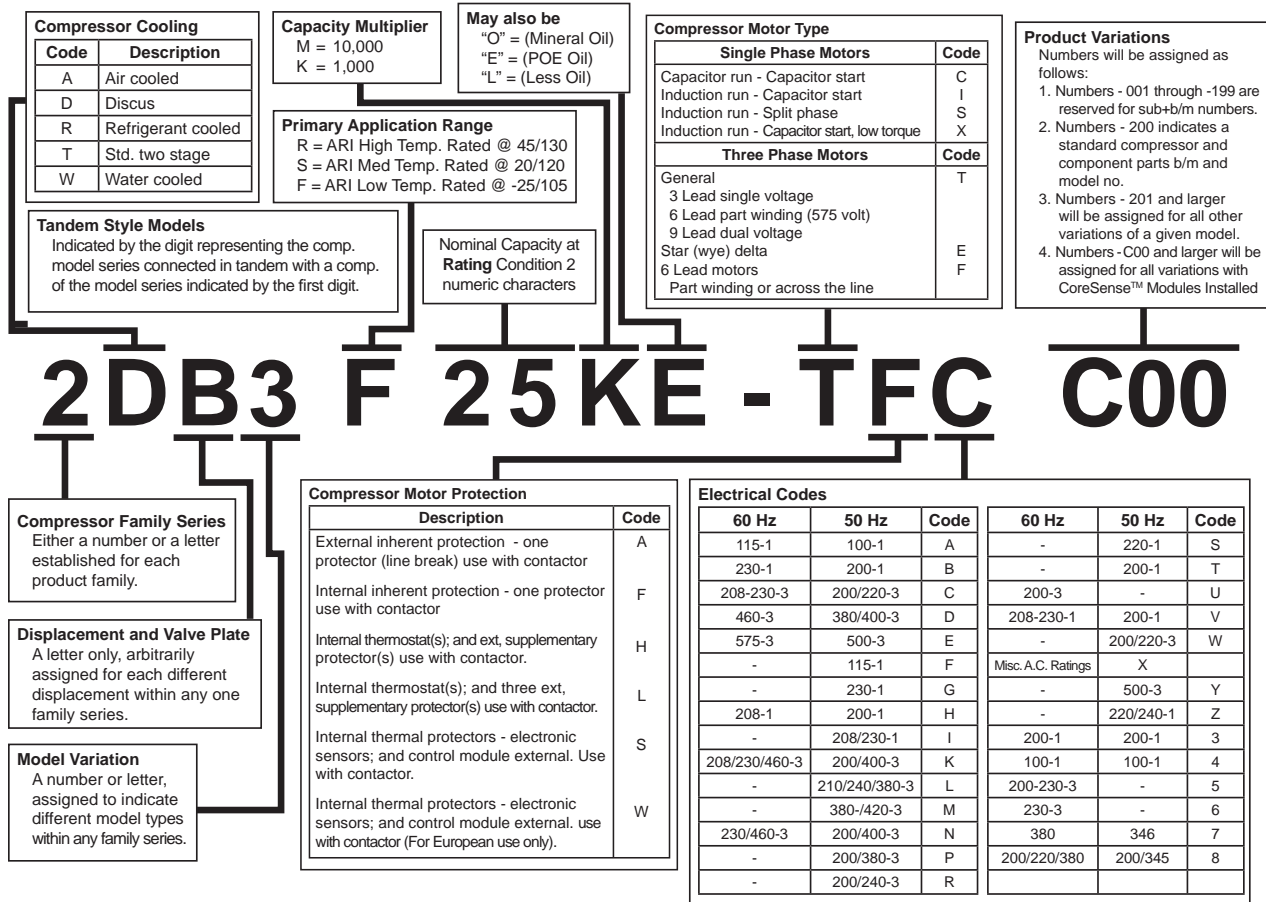 Compressor Cooling
Code Description
A Air cooled
D Discus
R Refrigerant cooled
T Std. two stage
W Water cooled
Tandem Style Models
Indicated by the digit representing the comp.
model series connected in tandem with a comp.
of the model series indicated by the first digit.
Capacity Multiplier
M = 10,000
K = 1,000
Primary Application Range
R = ARI High Temp. Rated @ 45/130
S = ARI Med Temp. Rated @ 20/120
F = ARI Low Temp. Rated @ -25/105
May also be
“O” = (Mineral Oil)
“E” = (POE Oil)
“L” = (Less Oil)
Nominal Capacity at
Rating Condition 2
numeric characters
Compressor Motor Type
Single Phase Motors Code
Capacitor run - Capacitor start C
Induction run - Capacitor start I
Induction run - Split phase S
Induction run - Capacitor start, low torque X
Three Phase Motors Code
General T
3 Lead single voltage
6 Lead part winding (575 volt)
9 Lead dual voltage
Star (wye) delta E
6 Lead motors F
Part winding or across the line
Product Variations
Numbers will be assigned as
follows:
1. Numbers - 001 through -199 are
reserved for sub+b/m numbers.
2. Numbers - 200 indicates a
standard compressor and
component parts b/m and
model no.
3. Numbers - 201 and larger
will be assigned for all other
variations of a given model.
4. Numbers - C00 and larger will be
assigned for all variations with
CoreSense™ Modules Installed
2DB3 F 25KE - TFC C00
Compressor Family Series
Either a number or a letter
established for each
product family.
Displacement and Valve Plate
A letter only, arbitrarily
assigned for each different
displacement within any one
family series.
Model Variation
A number or letter,
assigned to indicate
different model types
within any family series.
Compressor Motor Protection
Description Code
External inherent protection - one A
protector (line break) use with contactor
Internal inherent protection - one protector F
use with contactor
Internal thermostat(s); and ext, supplementary H
protector(s) use with contactor.
Internal thermostat(s); and three ext, L
supplementary protector(s) use with contactor.
Internal thermal protectors - electronic S
sensors; and control module external. Use
with contactor.
Internal thermal protectors - electronic W
sensors; and control module external. use
with contactor (For European use only).
Electrical Codes
60 Hz 50 Hz Code 60 Hz 50 Hz Code
115-1 100-1 A - 220-1 S
230-1 200-1 B - 200-1 T
208-230-3 200/220-3 C 200-3 - U
460-3 380/400-3 D 208-230-1 200-1 V
575-3 500-3 E - 200/220-3 W
- 115-1 F Misc. A.C. Ratings X
- 230-1 G - 500-3 Y
208-1 200-1 H - 220/240-1 Z
- 208/230-1 I 200-1 200-1 3
208/230/460-3 200/400-3 K 100-1 100-1 4
- 210/240/380-3 L 200-230-3 - 5
- 380-/420-3 M 230-3 - 6
230/460-3 200/400-3 N 380 346 7
- 200/380-3 P 200/220/380 200/345 8
- 200/240-3 R